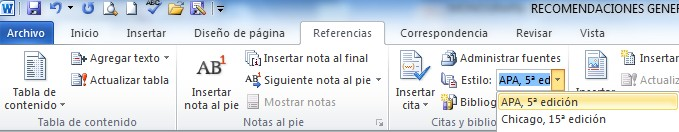 RECOMENDACIONES GENER
Archivo Inicio Insertar Diseño de página Referencias Correspondencia Revisar Vista
Tabla de contenido
Agregar texto
Actualizar tabla
Tabla de contenido
AB1
Insertar nota al pie
Insertar nota al final
AB Siguiente nota al pie
Mostrar notas
Notas al pie
Insertar cita
Administrar fuentes
Estilo: APA, 5ª ed
Bibliog
Citas y biblio
APA, 5ª edición
Chicago, 15ª edición
Insertar
Insertar
Actualiz